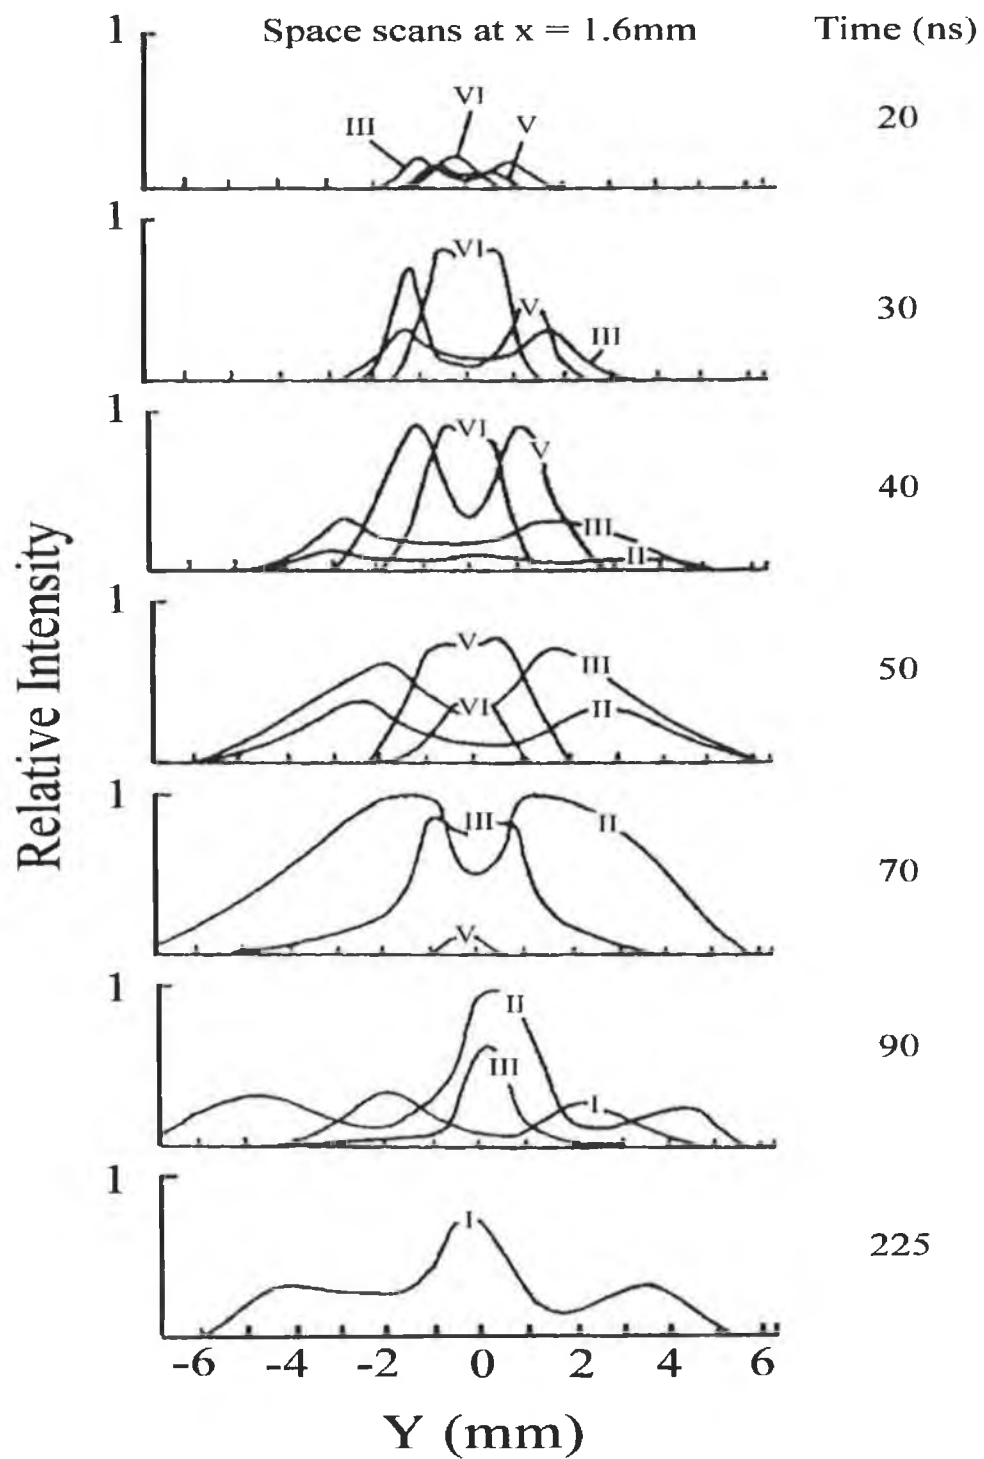 Space scans at x = 1.6mm Time (ns)
1
VI
III
V
20
1
VI
V
III
30
1
VI
V
III
II
40
1
V
III
VI
II
50
1
III
II
V
70
1
II
III
I
90
1
I
225
-6 -4 -2 0 2 4 6
Y (mm)
Relative Intensity